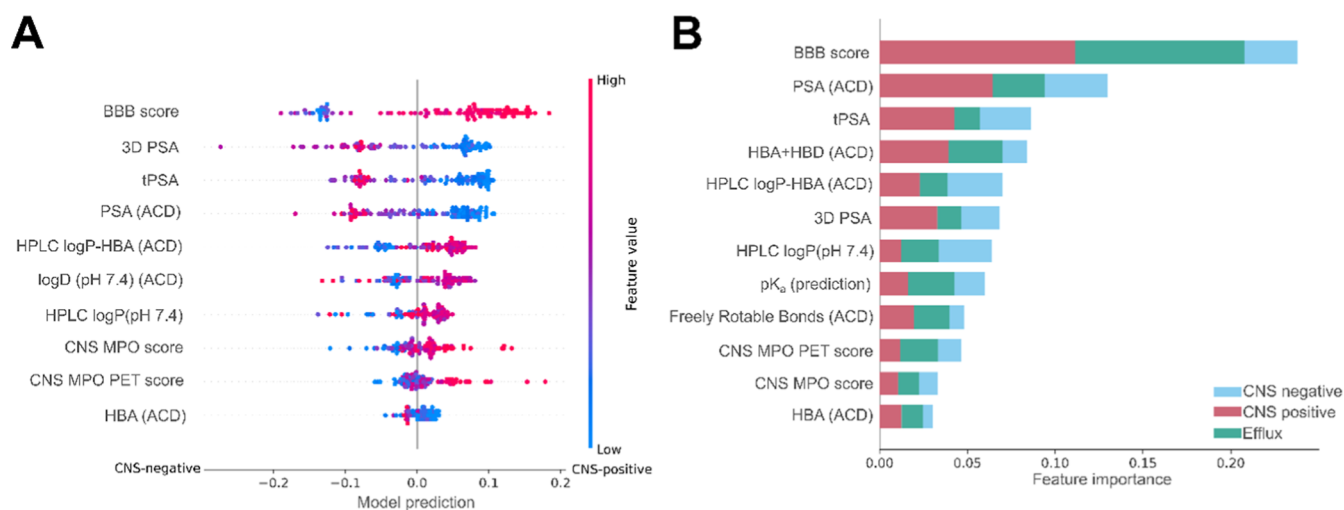 A
BBB score
3D PSA
tPSA
PSA (ACD)
HPLC logP-HBA (ACD)
logD (pH 7.4) (ACD)
HPLC logP(pH 7.4)
CNS MPO score
CNS MPO PET score
HBA (ACD)
High
Feature value
Low
CNS-negative
CNS-positive
−0.2
−0.1
0.0
0.1
0.2
Model prediction
B
BBB score
PSA (ACD)
tPSA
HBA+HBD (ACD)
HPLC logP-HBA (ACD)
3D PSA
HPLC logP(pH 7.4)
pKa (prediction)
Freely Rotable Bonds (ACD)
CNS MPO PET score
CNS MPO score
HBA (ACD)
CNS negative
CNS positive
Efflux
0.00
0.05
0.10
0.15
0.20
Feature importance